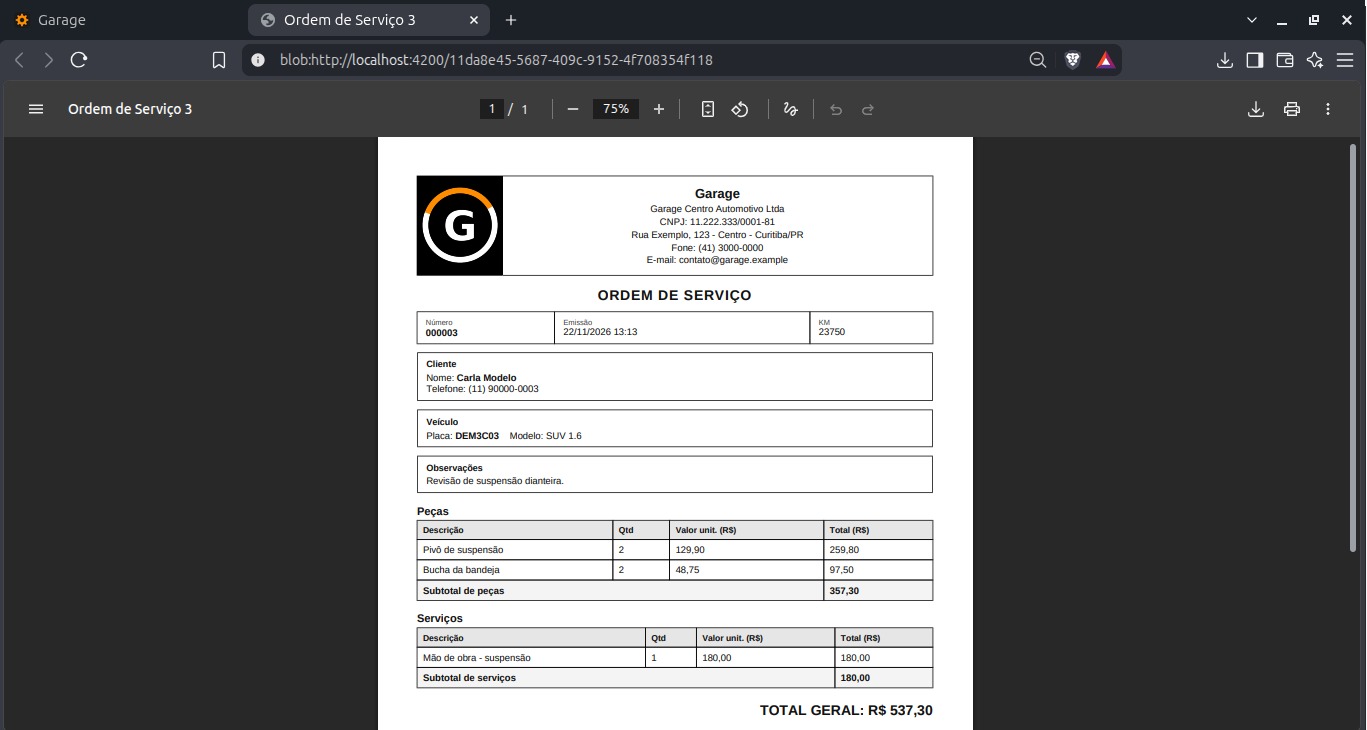 Garage
Ordem de Serviço 3
blob:http://localhost:4200/11da8e45-5687-409c-9152-4f708354f118
Ordem de Serviço 3
1 / 1
75%
G
Garage
Garage Centro Automotivo Ltda
CNPJ: 11.222.333/0001-81
Rua Exemplo, 123 - Centro - Curitiba/PR
Fone: (41) 3000-0000
E-mail: contato@garage.example
ORDEM DE SERVIÇO
Número Emissão KM
000003 22/11/2026 13:13 23750
Cliente
Nome: Carla Modelo
Telefone: (11) 90000-0003
Veículo
Placa: DEM3C03 Modelo: SUV 1.6
Observações
Revisão de suspensão dianteira.
Peças
Descrição Qtd Valor unit. (R$) Total (R$)
Pivô de suspensão 2 129,90 259,80
Bucha da bandeja 2 48,75 97,50
Subtotal de peças 357,30
Serviços
Descrição Qtd Valor unit. (R$) Total (R$)
Mão de obra - suspensão 1 180,00 180,00
Subtotal de serviços 180,00
TOTAL GERAL: R$ 537,30